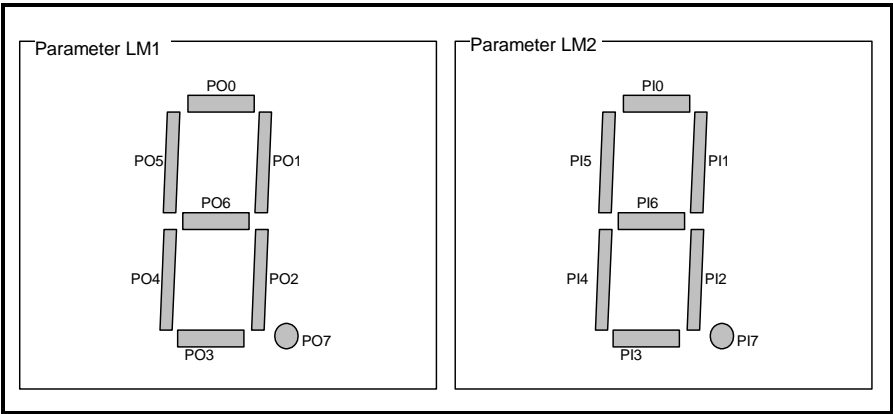 Parameter LM1
PO0
PO5
PO1
PO6
PO4
PO2
PO7
PO3
Parameter LM2
PI0
PI5
PI1
PI6
PI4
PI2
PI7
PI3